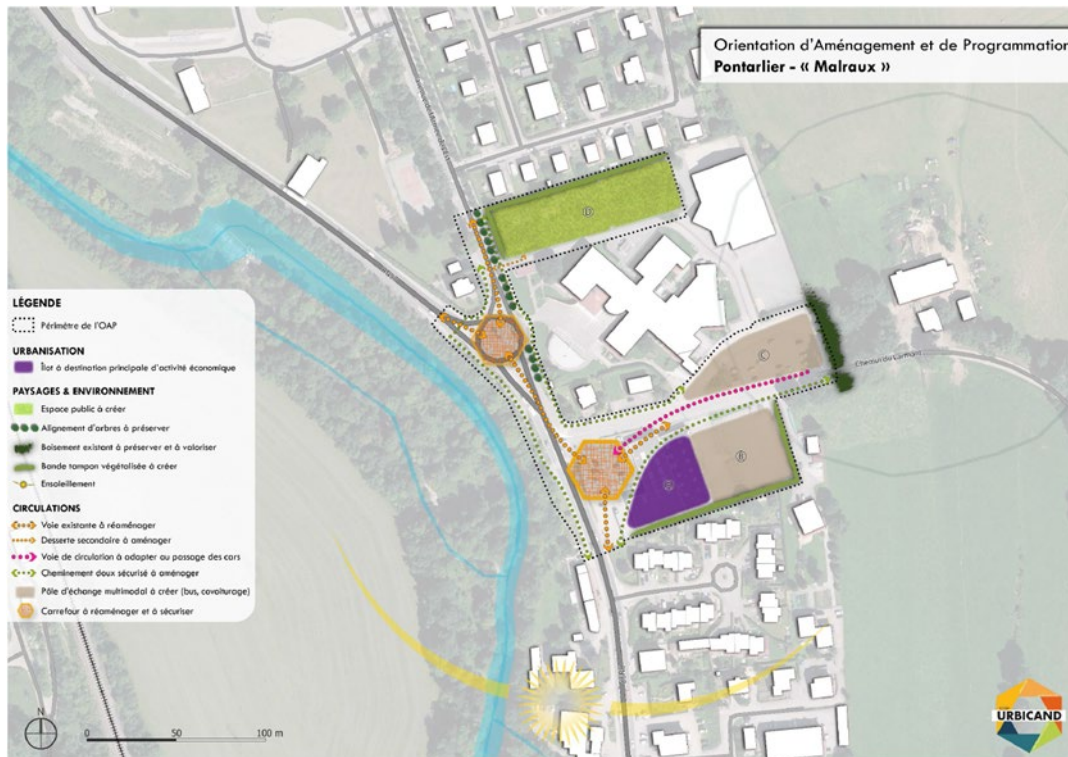 Orientation d'Aménagement et de Programmation
Pontarlier - « Malraux »
LÉGENDE
Périmètre de l'OAP
URBANISATION
Îlot à destination principale d'activité économique
PAYSAGES & ENVIRONNEMENT
Espace public à créer
Alignement d'arbres à préserver
Boisement existant à préserver et à valoriser
Bande tampon végétalisée à créer
Ensoleillement
CIRCULATIONS
Voie existante à réaménager
Desserte secondaire à aménager
Voie de circulation à adapter au passage des cars
Cheminement doux sécurisé à aménager
Pôle d'échange multimodal à créer (bus, covoiturage)
Carrefour à réaménager et à sécuriser
D
C
Chemin de Larmont
B
N
0 50 100 m
URBICAND